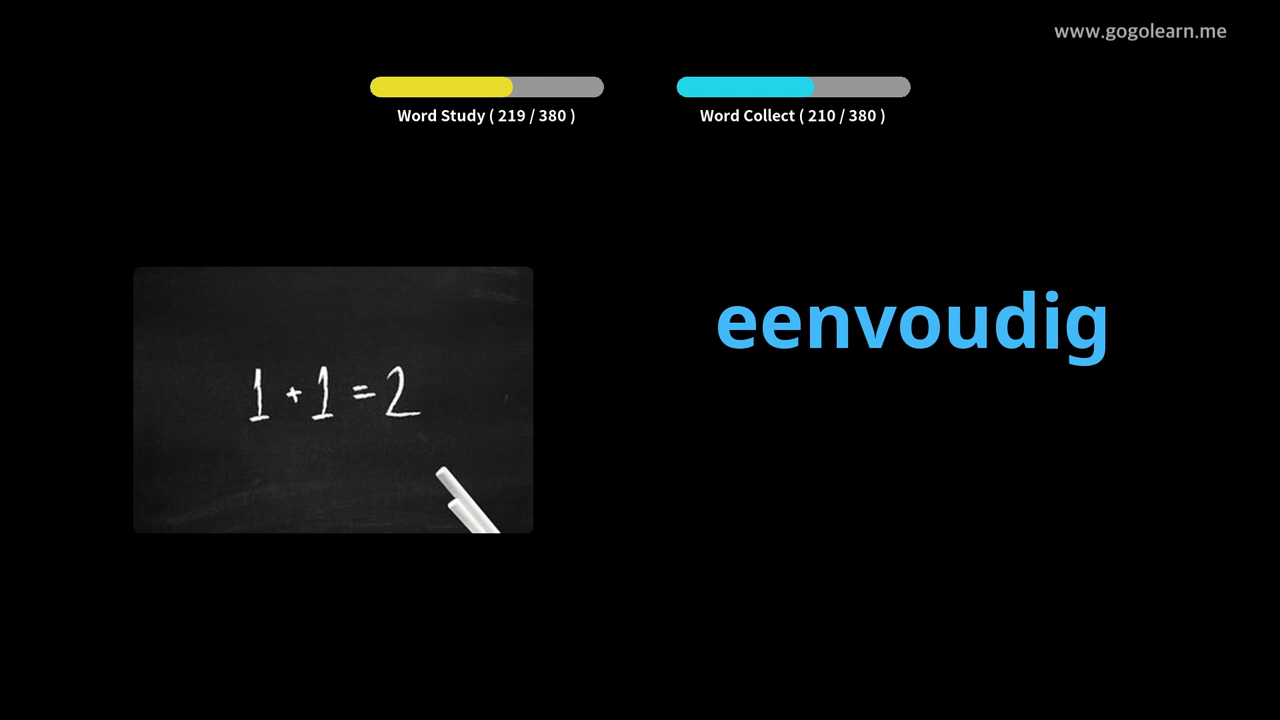 www.gogolearn.me
Word Study ( 219 / 380 )
Word Collect ( 210 / 380 )
1 + 1 = 2
eenvoudig